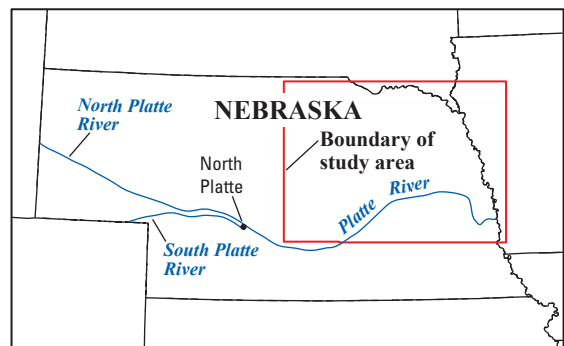 North Platte
River
NEBRASKA
Boundary of
study area
North
Platte
Platte River
South Platte
River